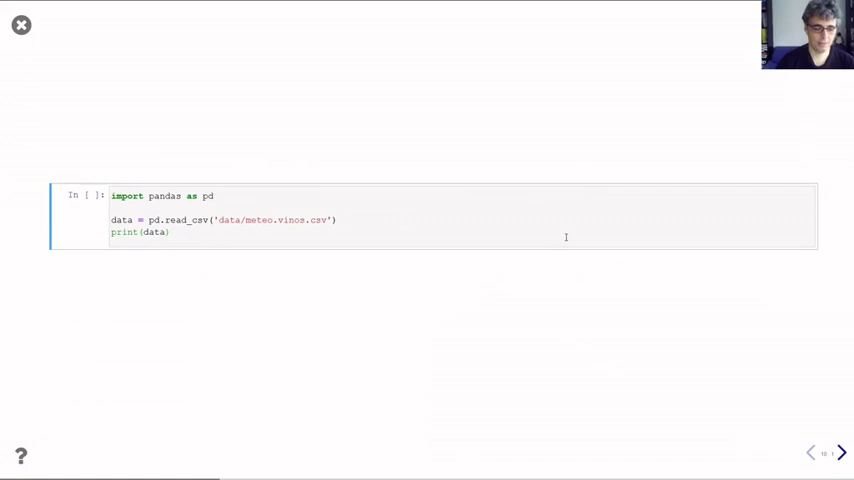 In [ ]:
import pandas as pd
data = pd.read_csv('data/meteo.vinos.csv')
print(data)
?